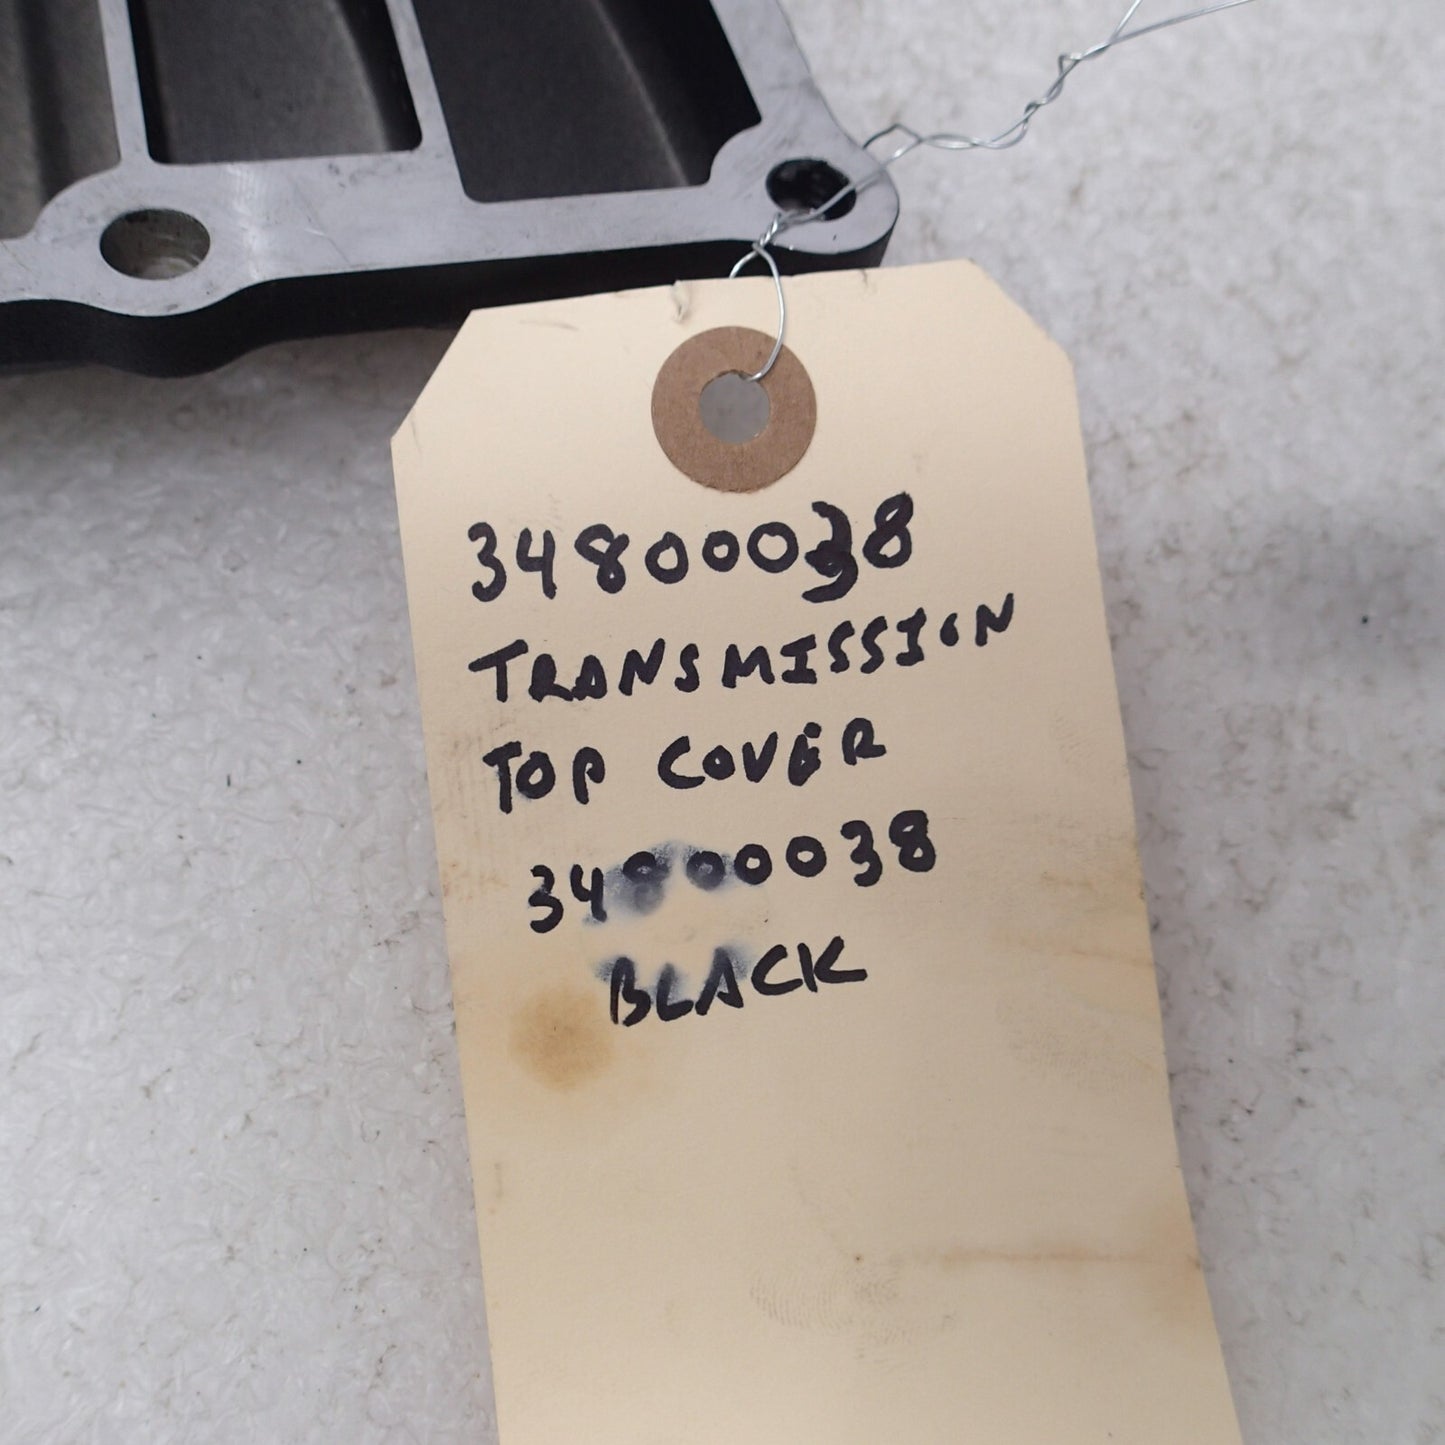 34800038
TRANSMISSION
TOP COVER
34800038
BLACK